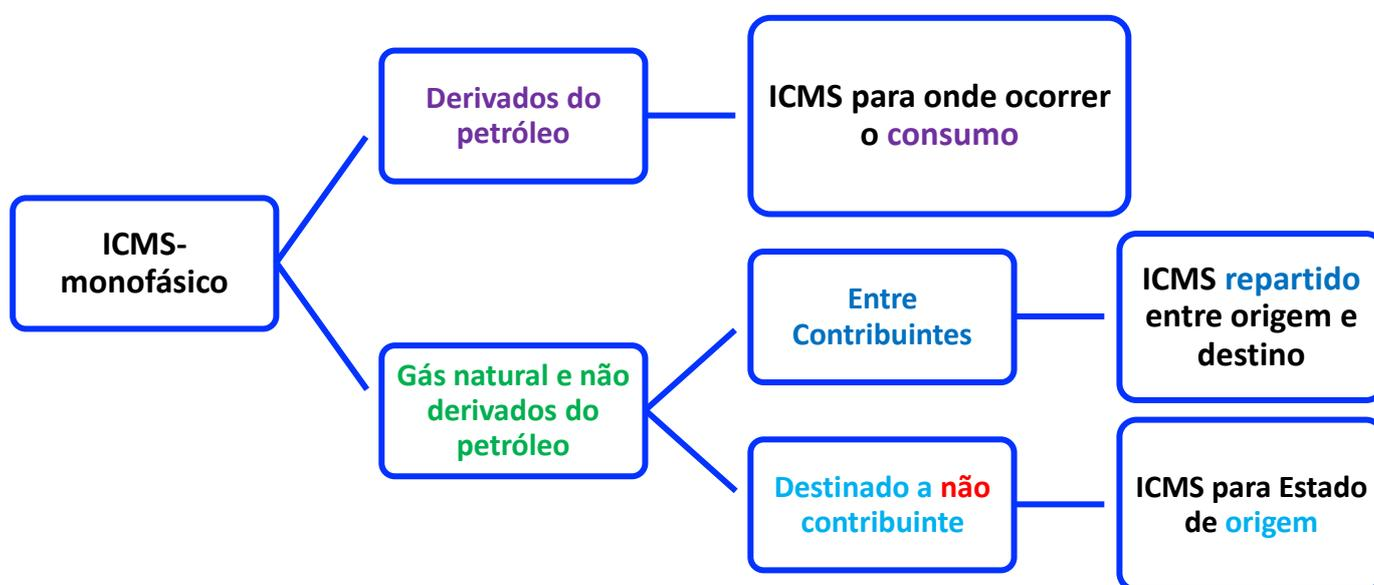 ICMS-
monofásico
Derivados do
petróleo
ICMS para onde ocorrer
o consumo
Gás natural e não
derivados do
petróleo
Entre
Contribuintes
ICMS repartido
entre origem e
destino
Destinado a não
contribuinte
ICMS para Estado
de origem